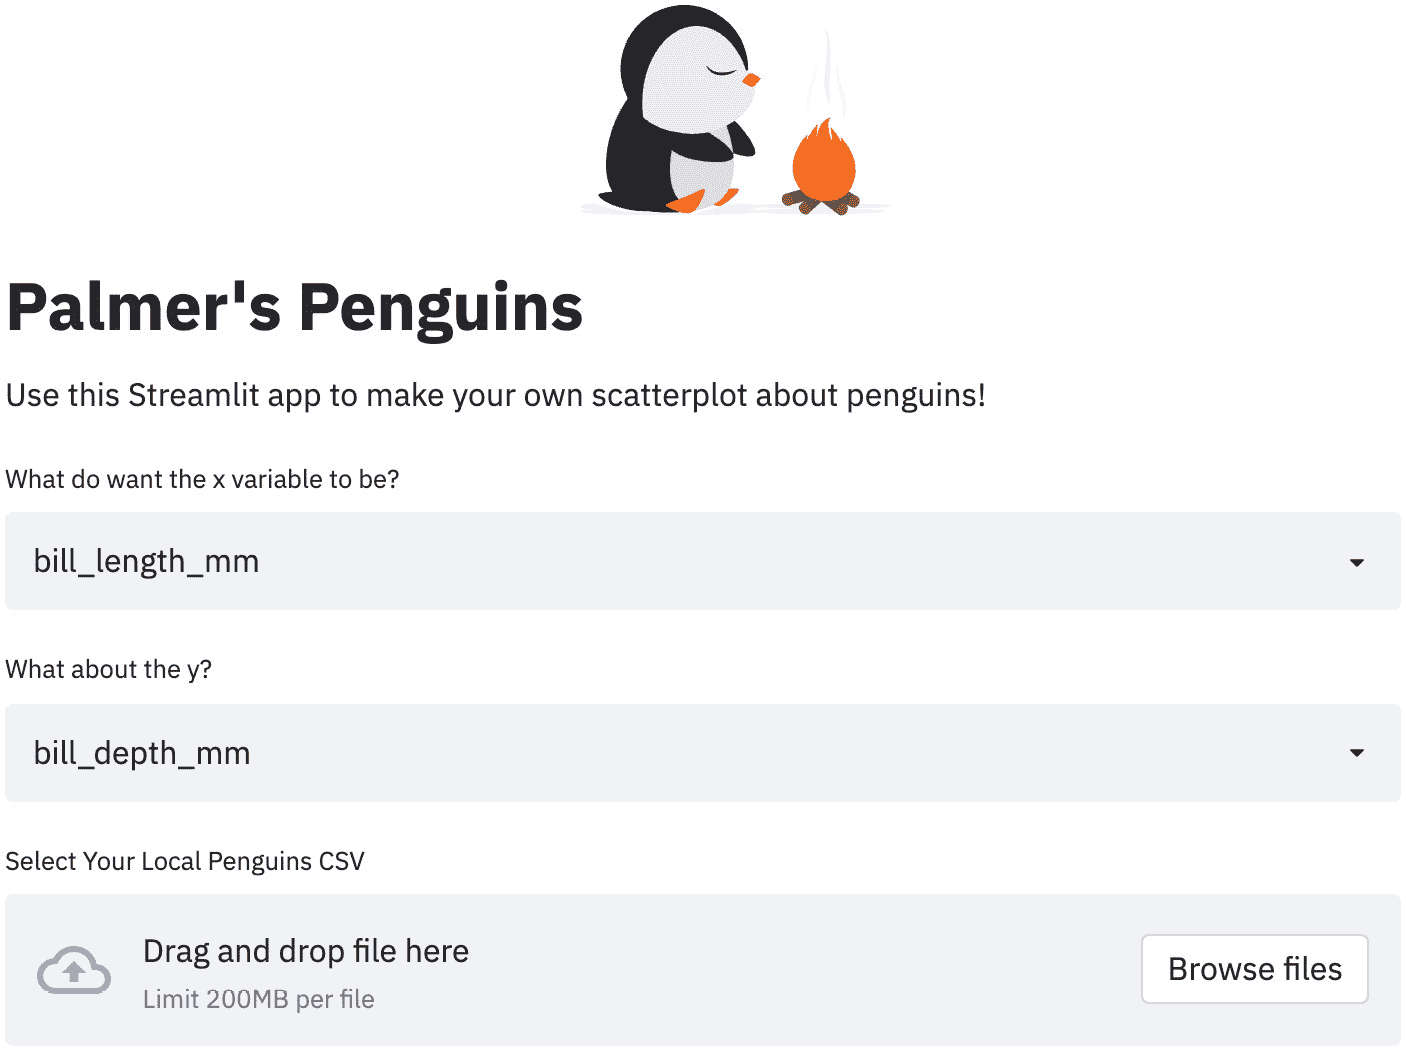 Palmer's Penguins
Use this Streamlit app to make your own scatterplot about penguins!
What do want the x variable to be?
bill_length_mm
What about the y?
bill_depth_mm
Select Your Local Penguins CSV
Drag and drop file here
Limit 200MB per file
Browse files